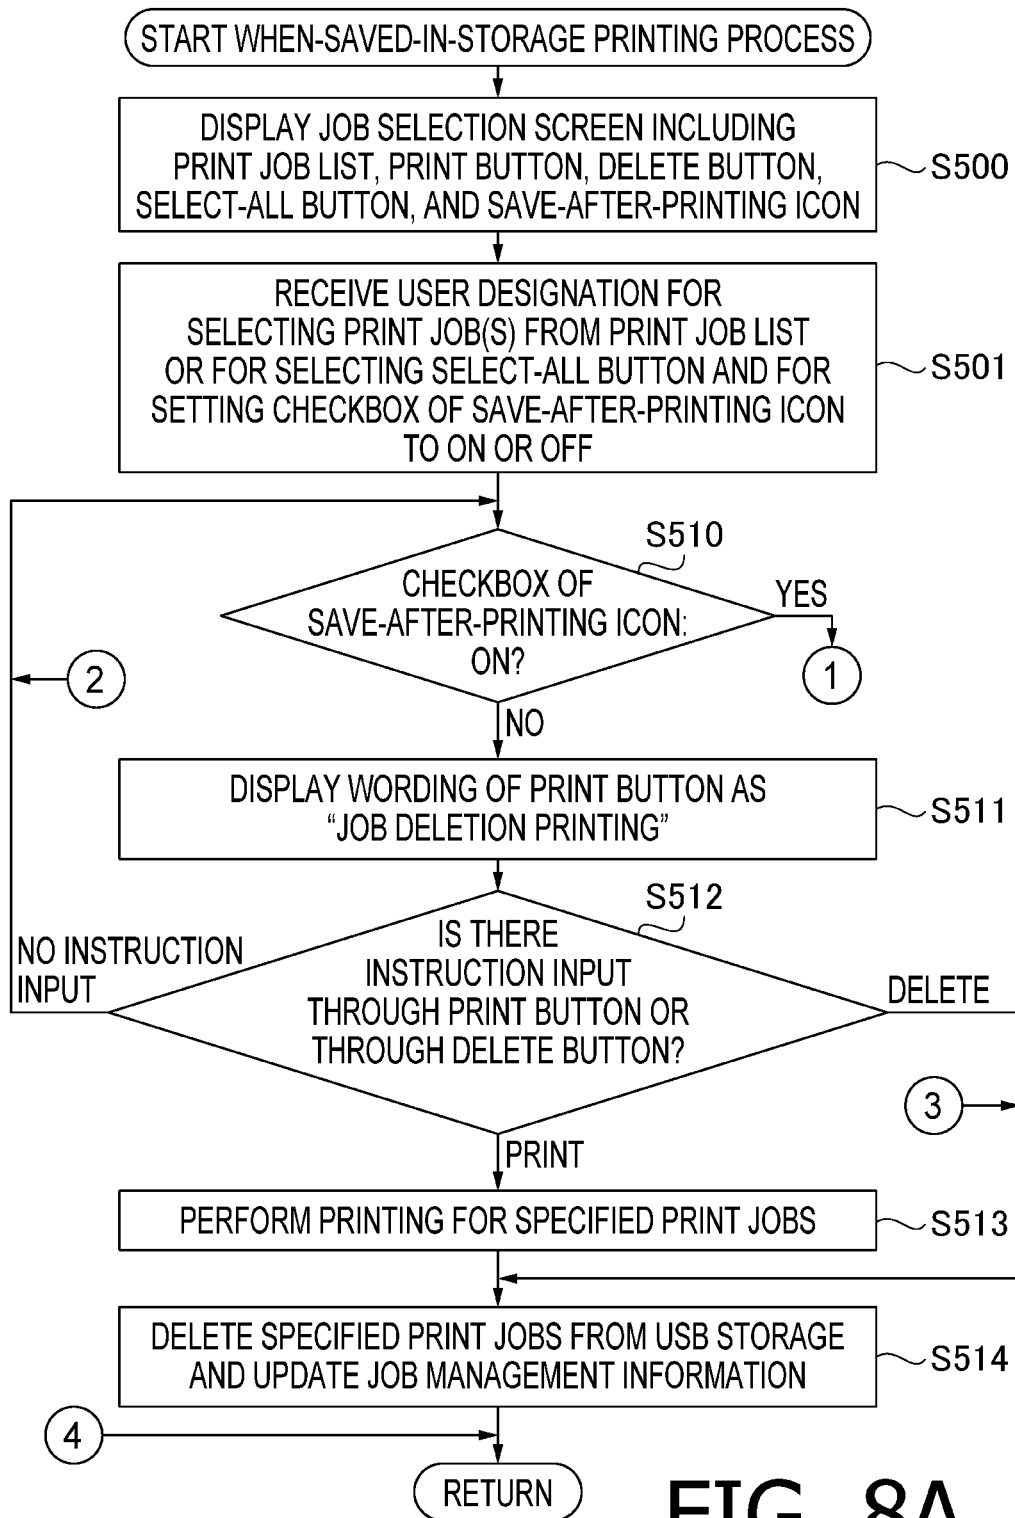 START WHEN-SAVED-IN-STORAGE PRINTING PROCESS
DISPLAY JOB SELECTION SCREEN INCLUDING
PRINT JOB LIST, PRINT BUTTON, DELETE BUTTON,
SELECT-ALL BUTTON, AND SAVE-AFTER-PRINTING ICON
S500
RECEIVE USER DESIGNATION FOR
SELECTING PRINT JOB(S) FROM PRINT JOB LIST
OR FOR SELECTING SELECT-ALL BUTTON AND FOR
SETTING CHECKBOX OF SAVE-AFTER-PRINTING ICON
TO ON OR OFF
S501
S510
CHECKBOX OF
SAVE-AFTER-PRINTING ICON:
ON?
YES
1
2
NO
DISPLAY WORDING OF PRINT BUTTON AS
“JOB DELETION PRINTING”
S511
S512
IS THERE
INSTRUCTION INPUT
THROUGH PRINT BUTTON OR
THROUGH DELETE BUTTON?
NO INSTRUCTION
INPUT
DELETE
3
PRINT
PERFORM PRINTING FOR SPECIFIED PRINT JOBS
S513
DELETE SPECIFIED PRINT JOBS FROM USB STORAGE
AND UPDATE JOB MANAGEMENT INFORMATION
S514
4
RETURN
FIG. 8A